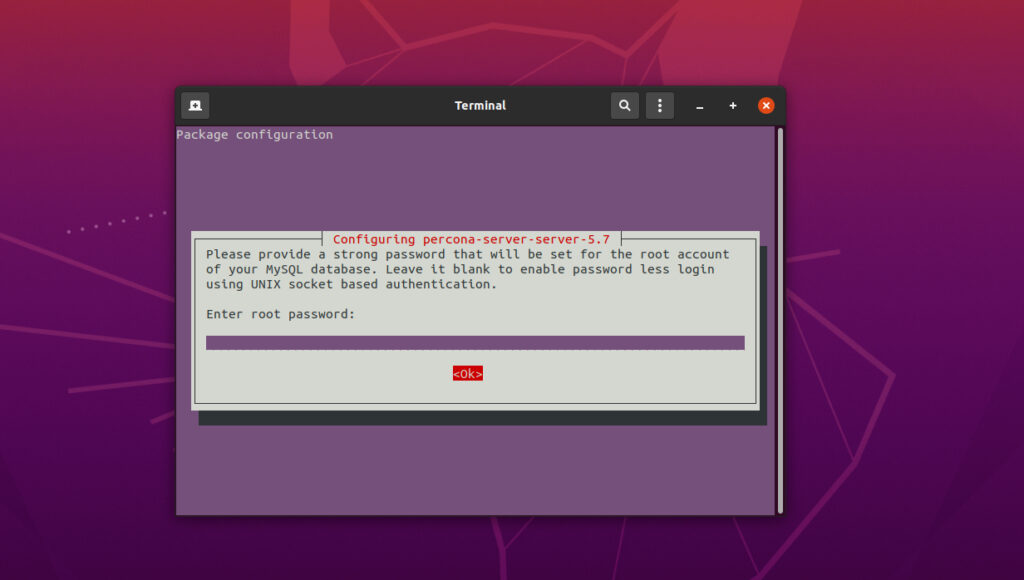 Terminal
Package configuration
Configuring percona-server-server-5.7
Please provide a strong password that will be set for the root account
of your MySQL database. Leave it blank to enable password less login
using UNIX socket based authentication.
Enter root password:
<Ok>